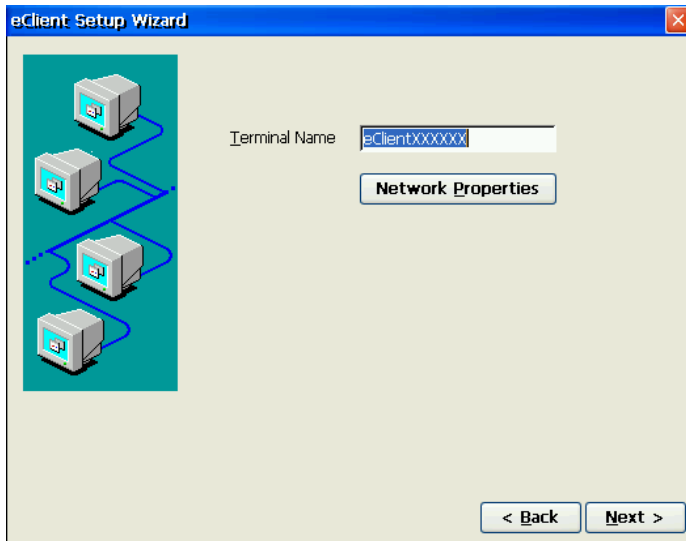 eClient Setup Wizard
Terminal Name eClientXXXXXX
Network Properties
< Back Next >